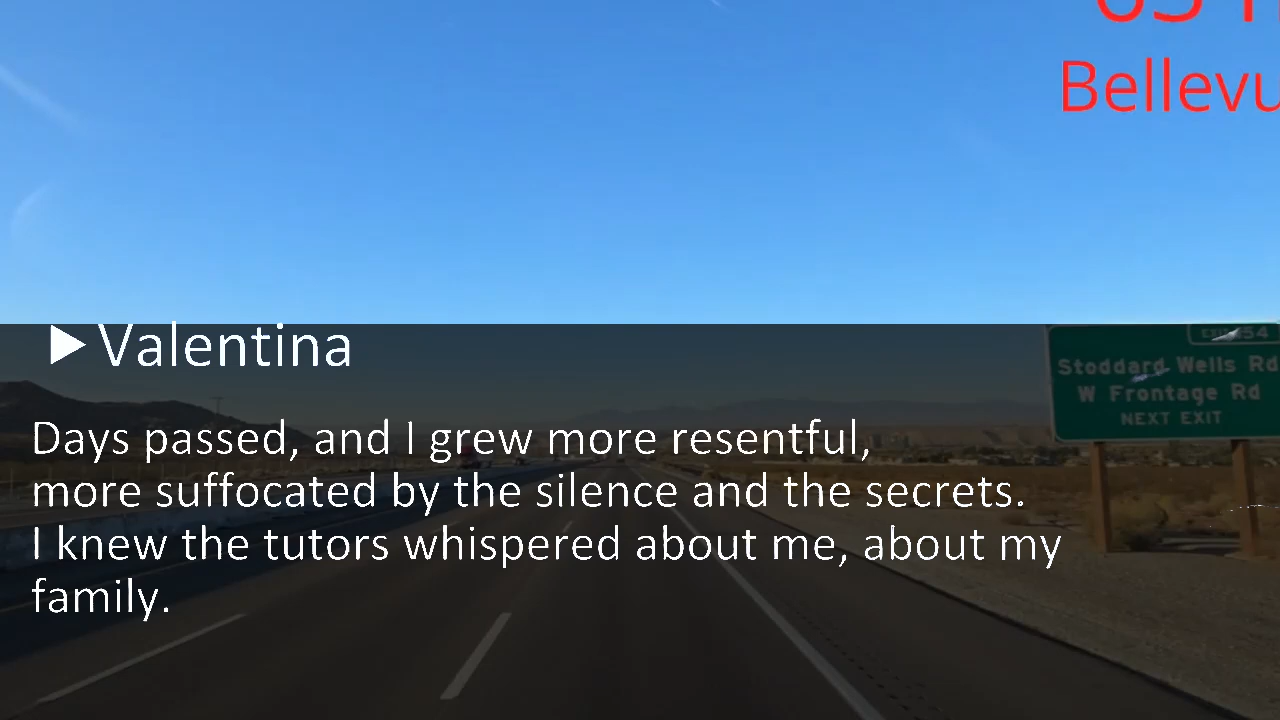 Bellevu
▶Valentina
Stoddard Wells Rd
W Frontage Rd
NEXT EXIT
Days passed, and I grew more resentful,
more suffocated by the silence and the secrets.
I knew the tutors whispered about me, about my
family.